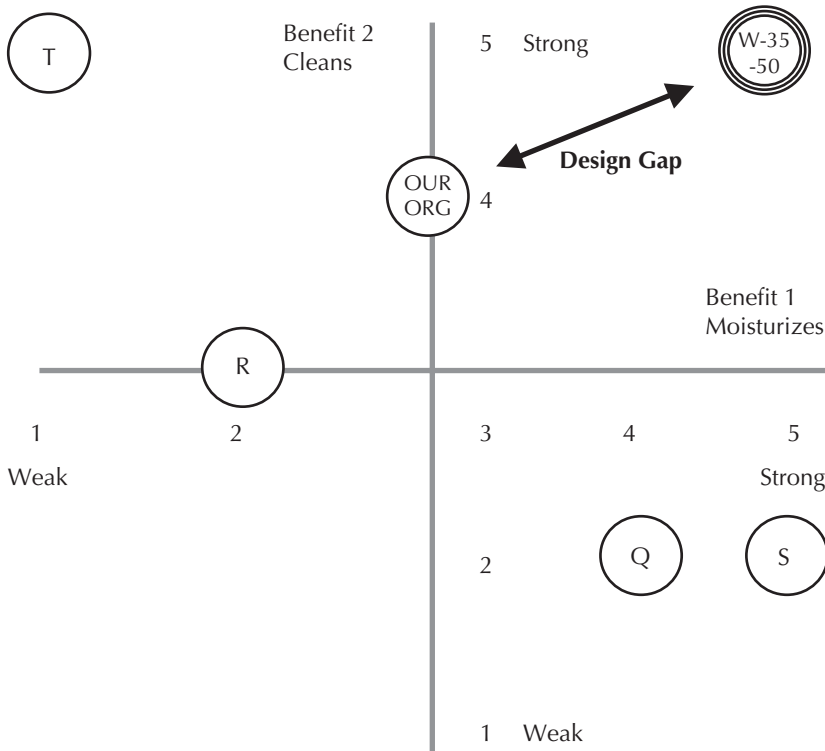 T
Benefit 2
Cleans
5 Strong
W-35
-50
Design Gap
OUR
ORG
4
Benefit 1
Moisturizes
R
1 2 3 4 5
Weak Strong
2
Q
S
1 Weak